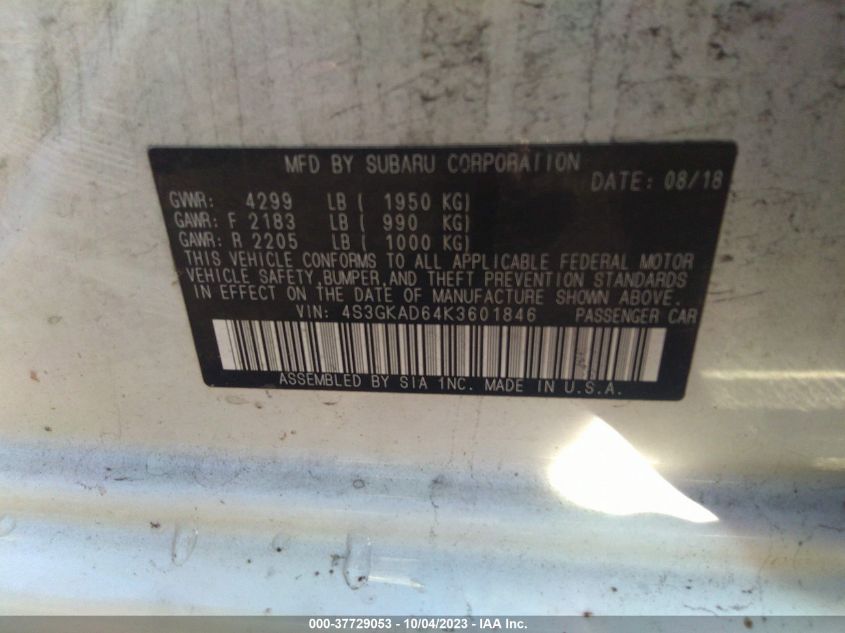 MFD BY SUBARU CORPORATION
DATE: 08/18
GVWR: 4299 LB ( 1950 KG)
GAWR: F 2183 LB ( 990 KG)
GAWR: R 2205 LB ( 1000 KG)
THIS VEHICLE CONFORMS TO ALL APPLICABLE FEDERAL MOTOR
VEHICLE SAFETY,BUMPER,AND THEFT PREVENTION STANDARDS
IN EFFECT ON THE DATE OF MANUFACTURE SHOWN ABOVE.
VIN: 4S3GKAD64K3601846 PASSENGER CAR
ASSEMBLED BY SIA INC. MADE IN U.S.A.
000-37729053 - 10/04/2023 - IAA Inc.